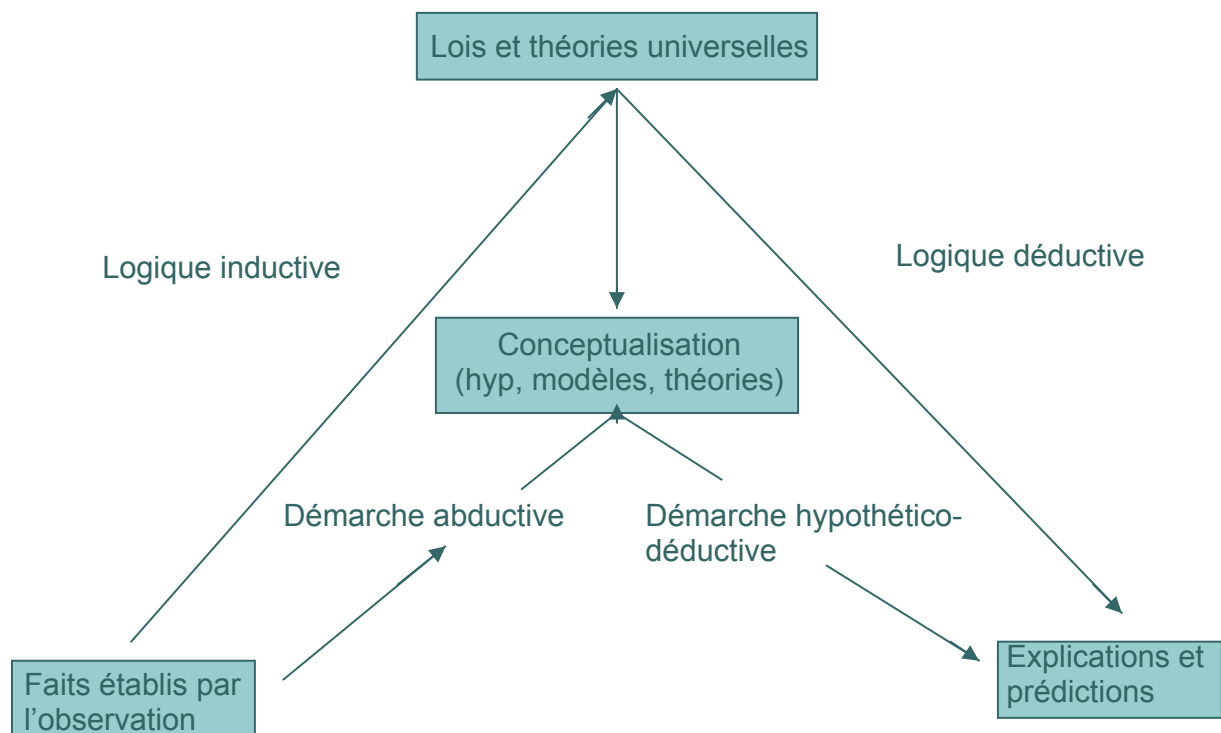 Lois et théories universelles
Logique inductive
Logique déductive
Conceptualisation
(hyp, modèles, théories)
Démarche abductive
Démarche hypothético-
déductive
Faits établis par
l’observation
Explications et
prédictions